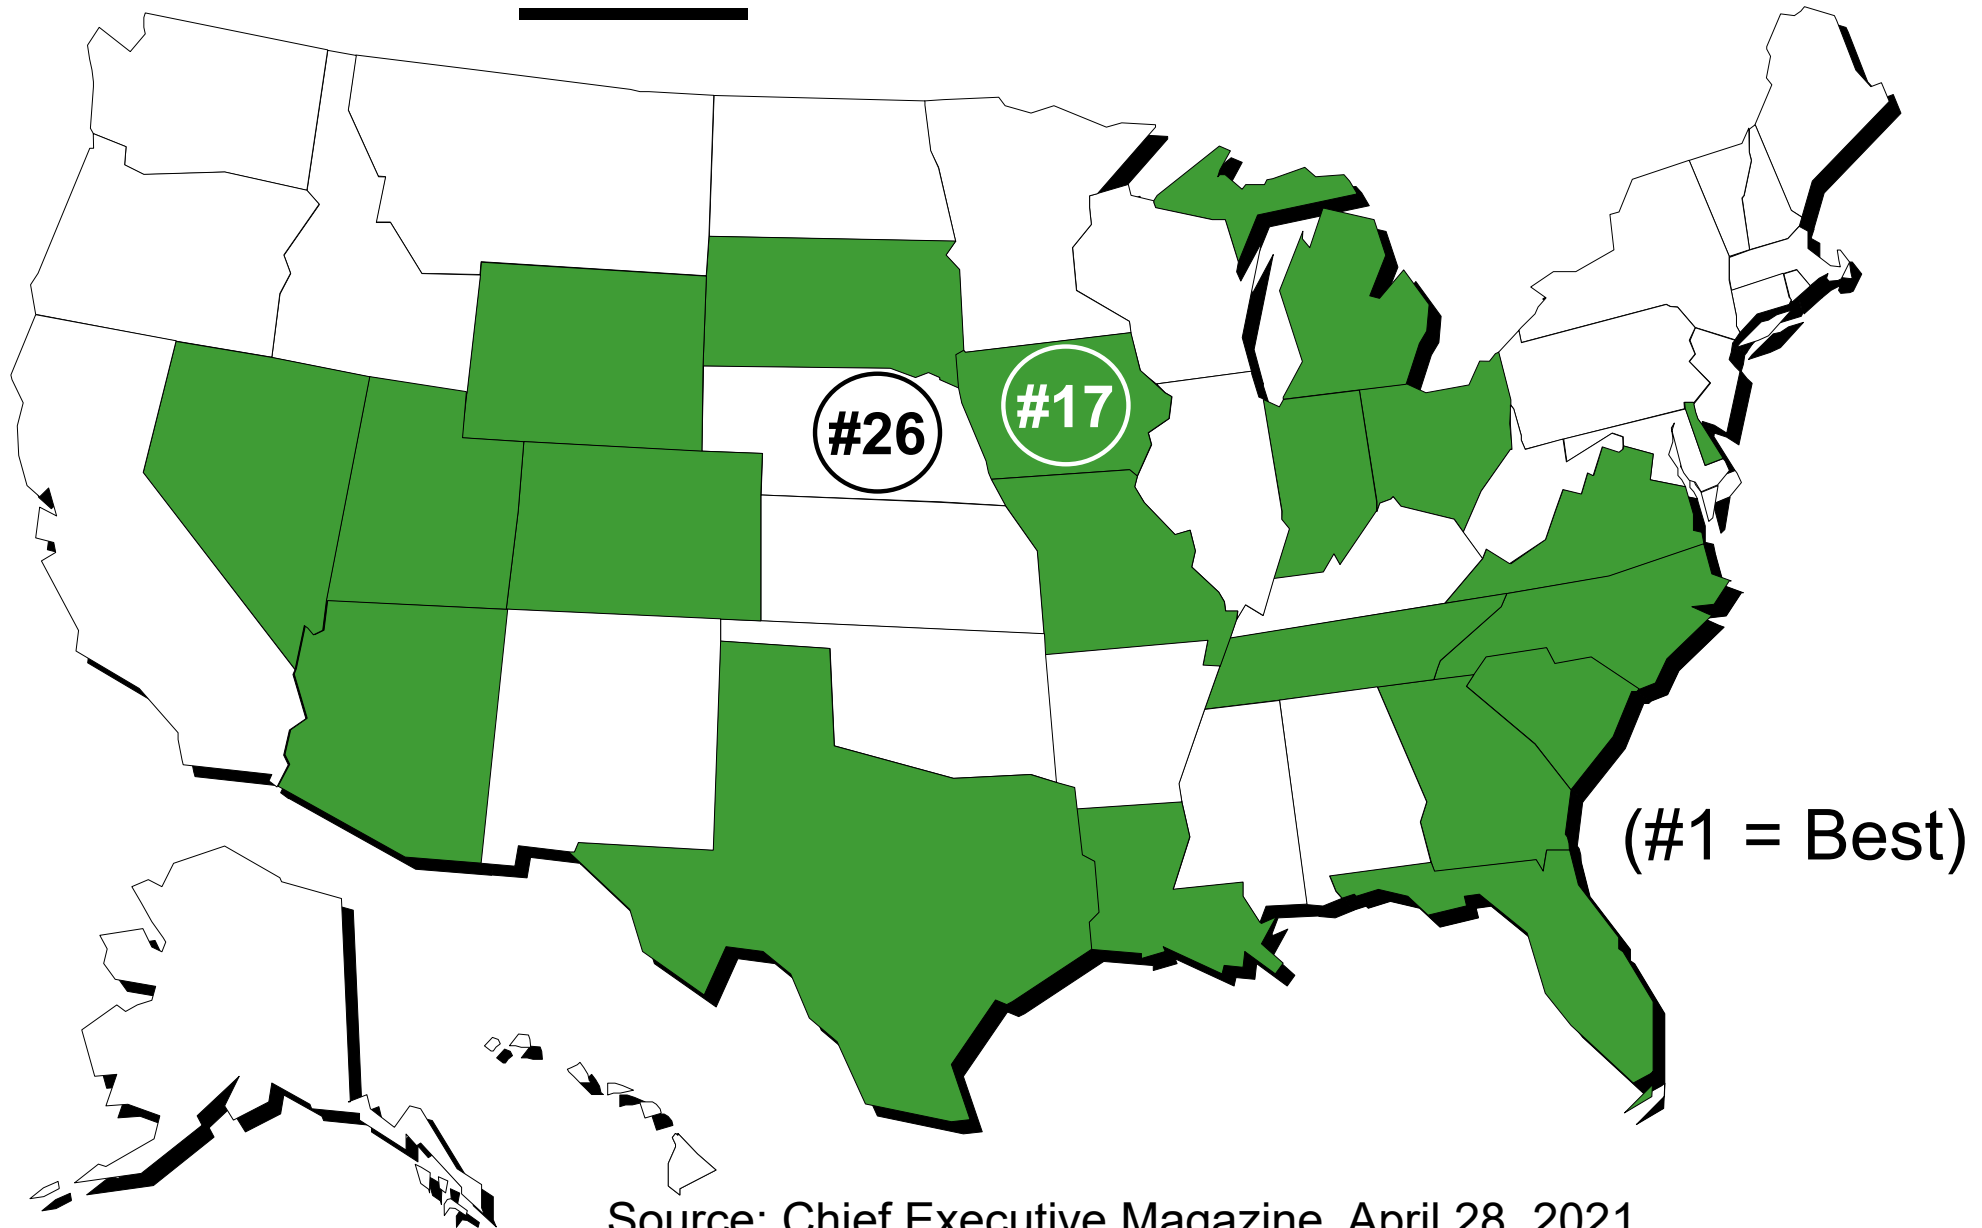 #17
#26
(#1 = Best)
Source: Chief Executive Magazine, April 28, 2021